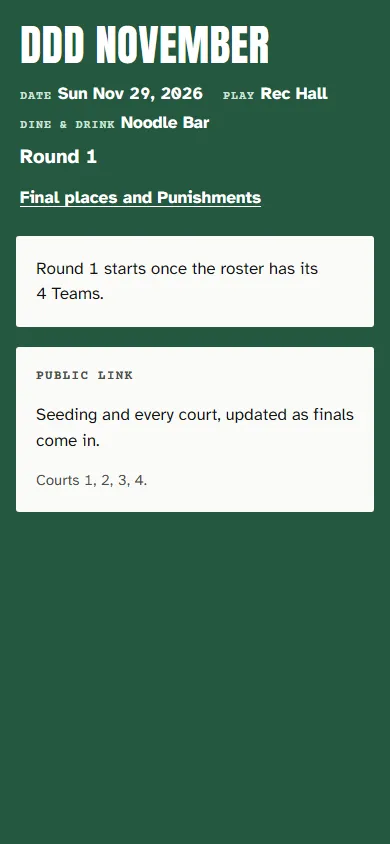 DDD NOVEMBER
DATE Sun Nov 29, 2026 PLAY Rec Hall
DINE & DRINK Noodle Bar
Round 1
Final places and Punishments
Round 1 starts once the roster has its
4 Teams.
PUBLIC LINK
Seeding and every court, updated as finals
come in.
Courts 1, 2, 3, 4.